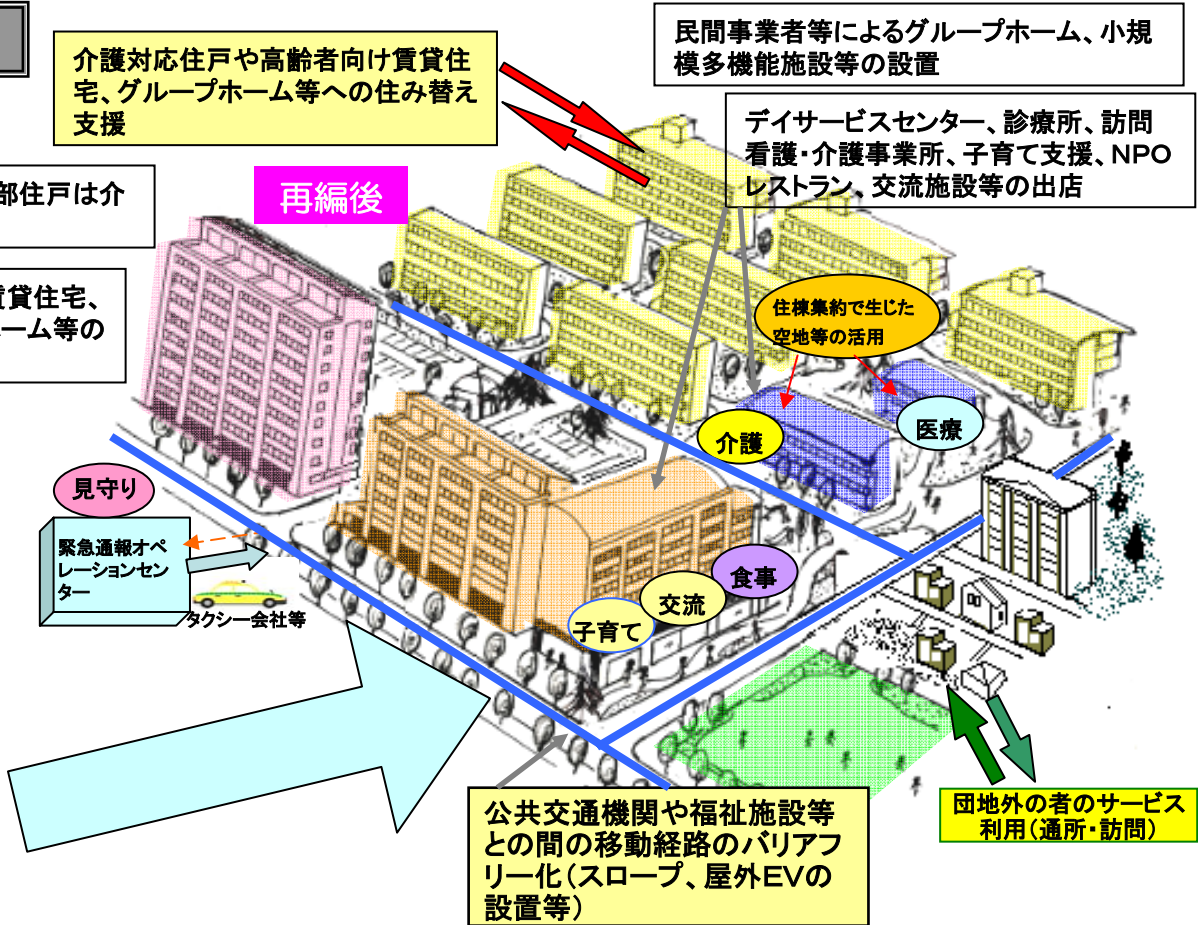 介護対応住戸や高齢者向け賃貸住
宅、グループホーム等への住み替え
支援
民間事業者等によるグループホーム、小規
模多機能施設等の設置
デイサービスセンター、診療所、訪問
看護・介護事業所、子育て支援、NPO
レストラン、交流施設等の出店
部住戸は介
再編後
賃貸住宅、
ーム等の
住棟集約で生じた
空地等の活用
介護
医療
見守り
緊急通報オペ
レーションセン
ター
タクシー会社等
食事
交流
子育て
公共交通機関や福祉施設等
との間の移動経路のバリアフ
リー化(スロープ、屋外EVの
設置等)
団地外の者のサービス
利用(通所・訪問)